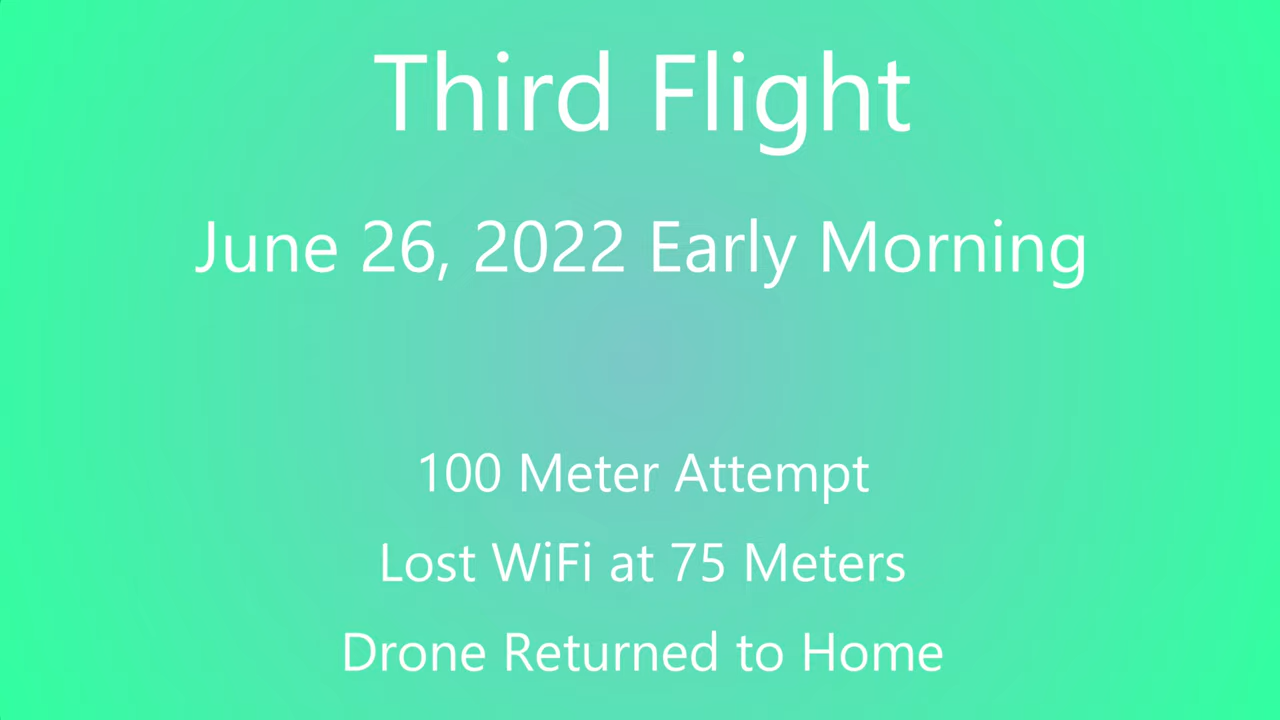 Third Flight
June 26, 2022 Early Morning
100 Meter Attempt
Lost WiFi at 75 Meters
Drone Returned to Home